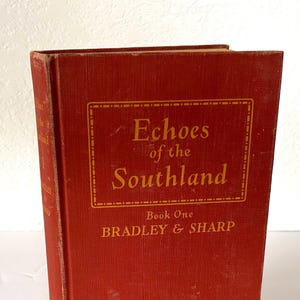 Echoes
of the
Southland
Book One
BRADLEY & SHARP